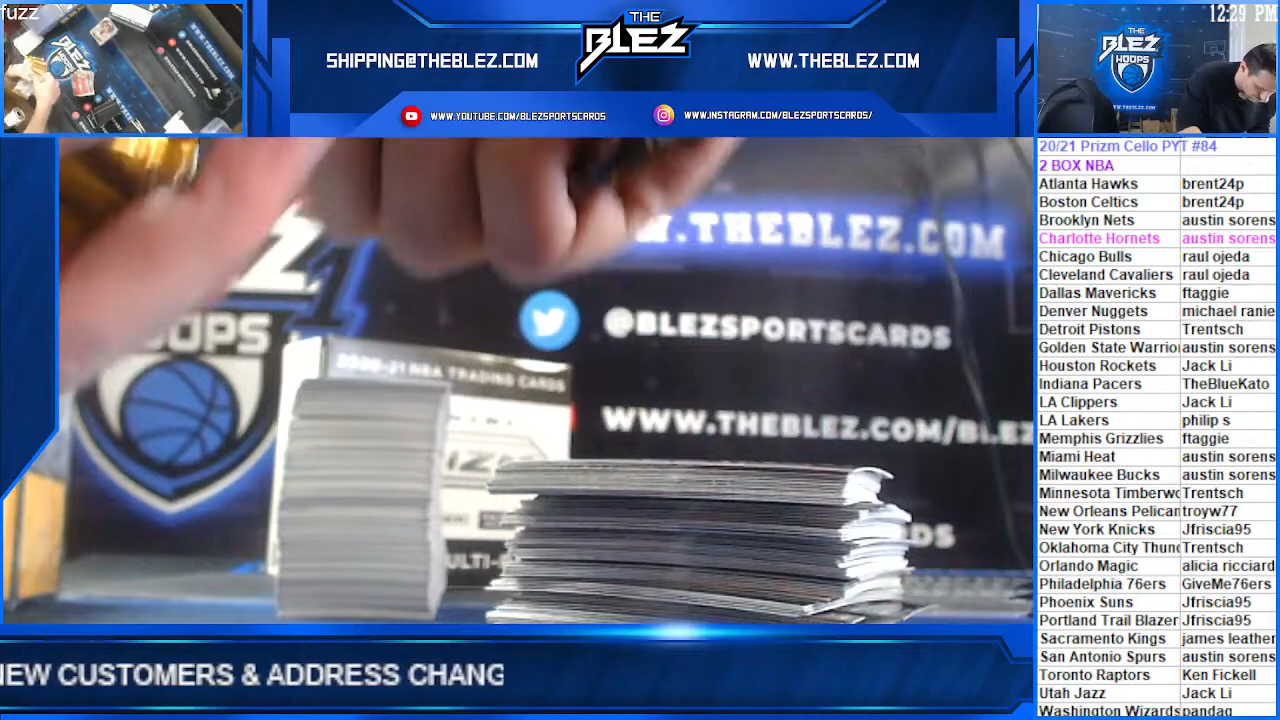 fuzz
SHIPPING@THEBLEZ.COM
THE
BLEZ
WWW.THEBLEZ.COM
WWW.YOUTUBE.COM/BLEZSPORTSCARDS
WWW.INSTAGRAM.COM/BLEZSPORTSCARDS/
12:29 PM
THE
BLEZ
HOOPS
20/21 Prizm Cello PYT #84
2 BOX NBA
Atlanta Hawks brent24p
Boston Celtics brent24p
Brooklyn Nets austin sorens
Charlotte Hornets austin sorens
Chicago Bulls raul ojeda
Cleveland Cavaliers raul ojeda
Dallas Mavericks ftaggie
Denver Nuggets michael ranie
Detroit Pistons Trentsch
Golden State Warrio austin sorens
Houston Rockets Jack Li
Indiana Pacers TheBlueKato
LA Clippers Jack Li
LA Lakers philip s
Memphis Grizzlies ftaggie
Miami Heat austin sorens
Milwaukee Bucks austin sorens
Minnesota Timberwo Trentsch
New Orleans Pelican troyw77
New York Knicks Jfriscia95
Oklahoma City Thund Trentsch
Orlando Magic alicia ricciard
Philadelphia 76ers GiveMe76ers
Phoenix Suns Jfriscia95
Portland Trail Blazer Jfriscia95
Sacramento Kings james leather
San Antonio Spurs austin sorens
Toronto Raptors Ken Fickell
Utah Jazz Jack Li
Washington Wizards pandag
W.THEBLEZ.COM
@BLEZSPORTSCARDS
WWW.THEBLEZ.COM/BLEZ
HOOPS
2020-21 NBA TRADING CARDS
DS
NEW CUSTOMERS & ADDRESS CHANG